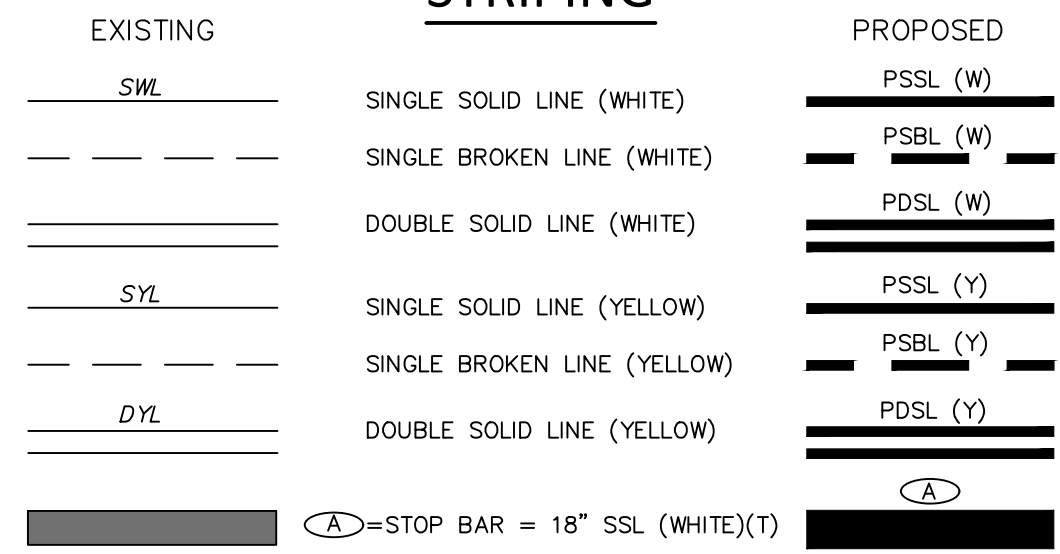 STRIPING
EXISTING PROPOSED
SWL SINGLE SOLID LINE (WHITE) PSSL (W)
SINGLE BROKEN LINE (WHITE) PSBL (W)
DOUBLE SOLID LINE (WHITE) PDSL (W)
SYL SINGLE SOLID LINE (YELLOW) PSSL (Y)
SINGLE BROKEN LINE (YELLOW) PSBL (Y)
DYL DOUBLE SOLID LINE (YELLOW) PDSL (Y)
A
A =STOP BAR = 18" SSL (WHITE)(T)